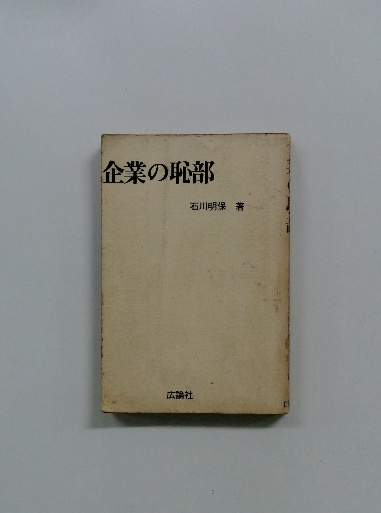 企業の恥部
石川明保 著
広論社